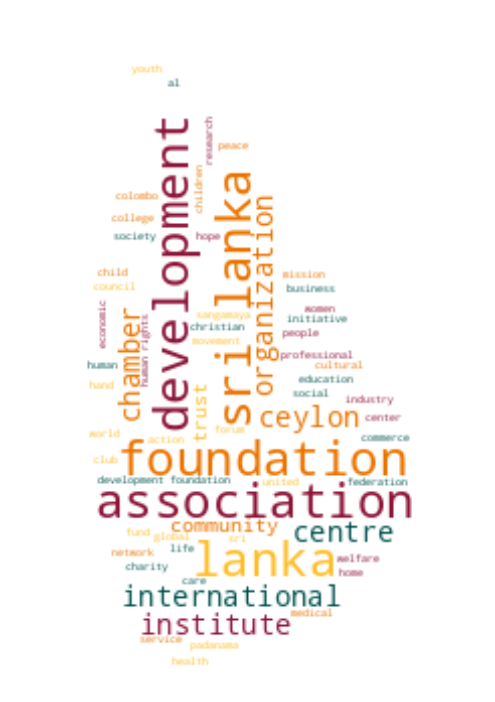 youth
al
development
research
peace
children
sri lanka
colombo
organization
college
society
hope
child
mission
council
business
economic
women
chamber
human rights
sangamaya
initiative
christian
people
movement
professional
human
cultural
education
hand
trust
social
industry
ceylon
center
world
forum
action
commerce
club
foundation
development foundation
united
federation
association
community
centre
fund
global
sri
network
life
lanka
welfare
charity
home
care
international
medical
institute
service
padanama
health